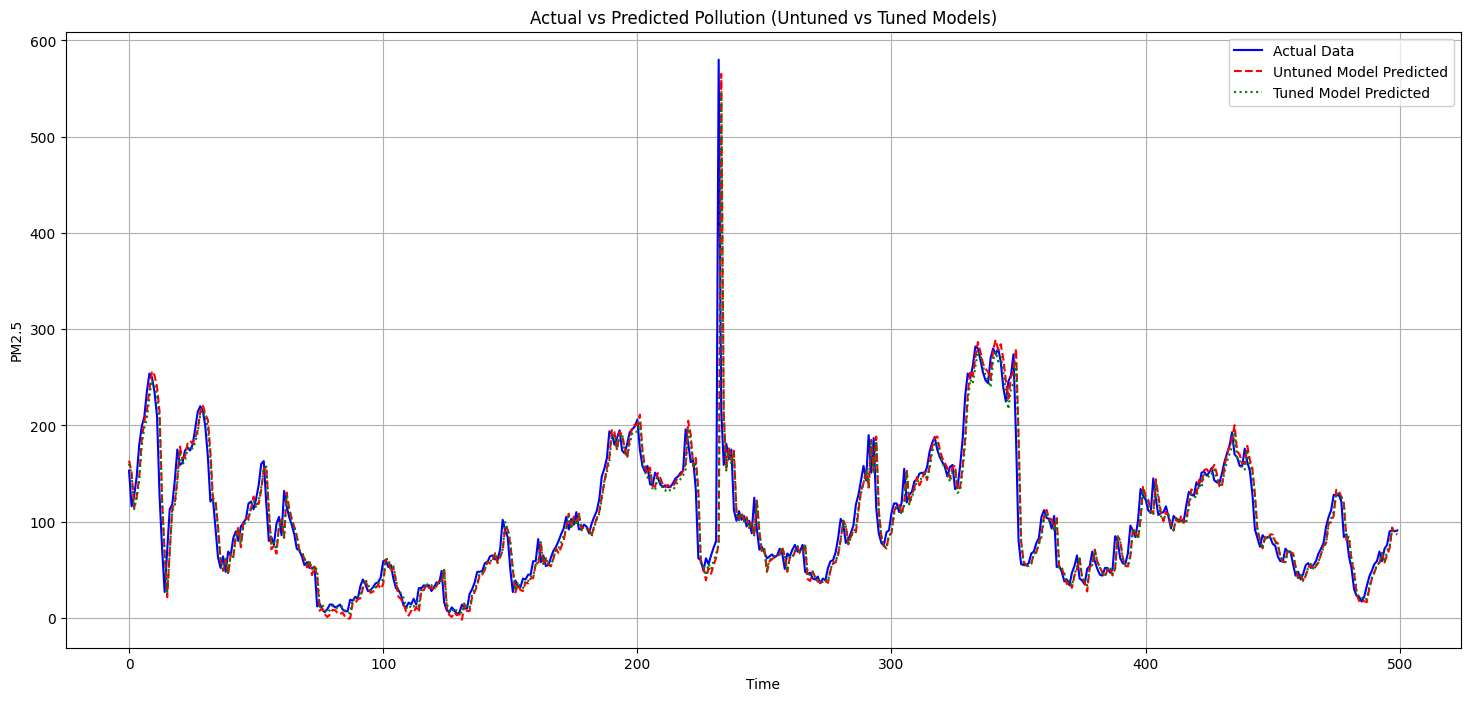 Actual vs Predicted Pollution (Untuned vs Tuned Models)
600
500
400
300
200
100
0
PM2.5
Actual Data
Untuned Model Predicted
Tuned Model Predicted
0 100 200 300 400 500
Time